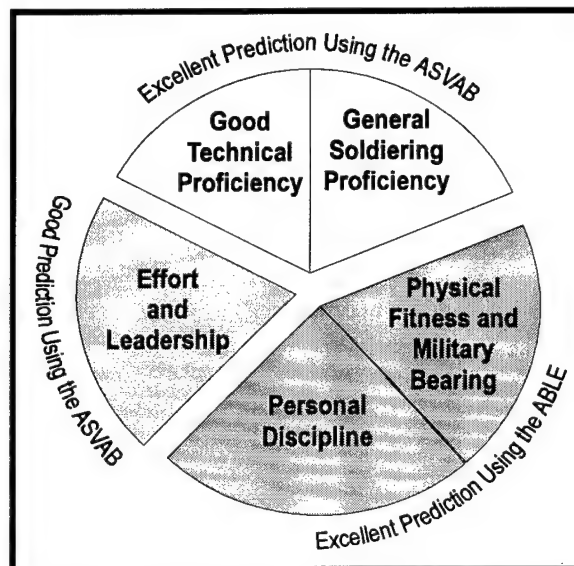 Excellent Prediction Using the ASVAB
Good
Technical
Proficiency
General
Soldiering
Proficiency
Good Prediction Using the ASVAB
Effort
and
Leadership
Physical
Fitness and
Military
Bearing
Personal
Discipline
Excellent Prediction Using the ABLE